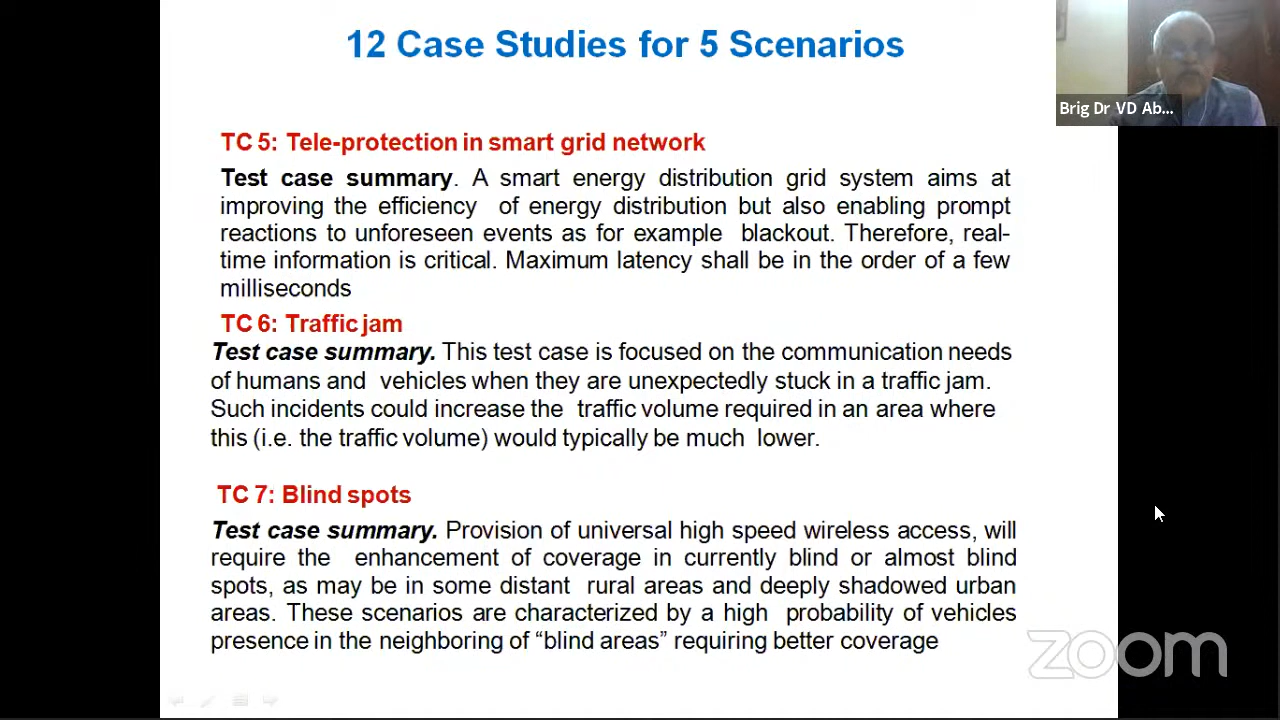 12 Case Studies for 5 Scenarios
Brig Dr VD Ab...
TC 5: Tele-protection in smart grid network
Test case summary. A smart energy distribution grid system aims at
improving the efficiency of energy distribution but also enabling prompt
reactions to unforeseen events as for example blackout. Therefore, real-
time information is critical. Maximum latency shall be in the order of a few
milliseconds
TC 6: Traffic jam
Test case summary. This test case is focused on the communication needs
of humans and vehicles when they are unexpectedly stuck in a traffic jam.
Such incidents could increase the traffic volume required in an area where
this (i.e. the traffic volume) would typically be much lower.
TC 7: Blind spots
Test case summary. Provision of universal high speed wireless access, will
require the enhancement of coverage in currently blind or almost blind
spots, as may be in some distant rural areas and deeply shadowed urban
areas. These scenarios are characterized by a high probability of vehicles
presence in the neighboring of “blind areas” requiring better coverage
zoom